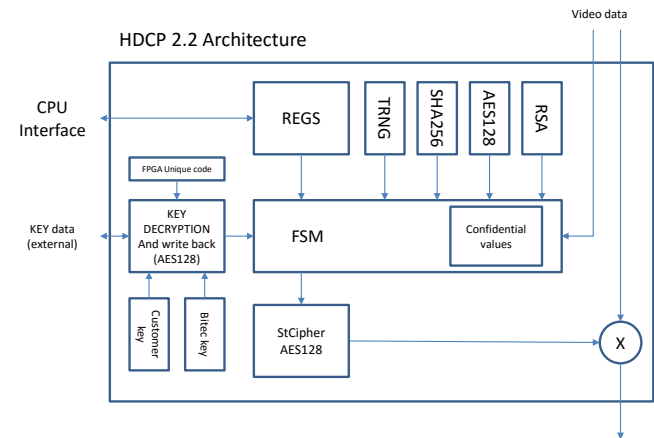 Video data
HDCP 2.2 Architecture
CPU
Interface
REGS
TRNG
SHA256
AES128
RSA
FPGA Unique code
KEY data
(external)
KEY
DECRYPTION
And write back
(AES128)
FSM
Confidential
values
Customer
key
Bitec key
StCipher
AES128
X